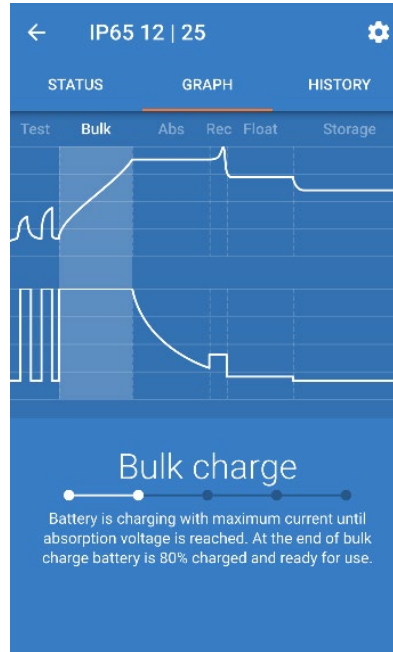 IP65 12 | 25
STATUS GRAPH HISTORY
Test Bulk Abs Rec Float Storage
Bulk charge
Battery is charging with maximum current until
absorption voltage is reached. At the end of bulk
charge battery is 80% charged and ready for use.